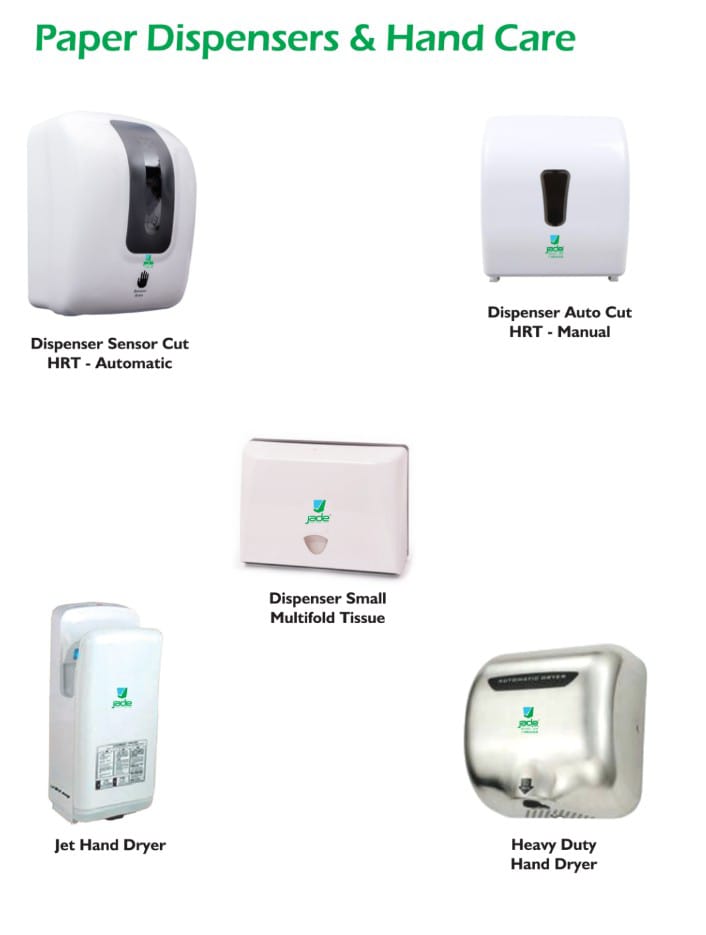 Paper Dispensers & Hand Care
jade
Dispenser Sensor Cut
HRT - Automatic
jade
Dispenser Auto Cut
HRT - Manual
jade
Dispenser Small
Multifold Tissue
jade
Jet Hand Dryer
AUTOMATIC DRYER
jade
Heavy Duty
Hand Dryer